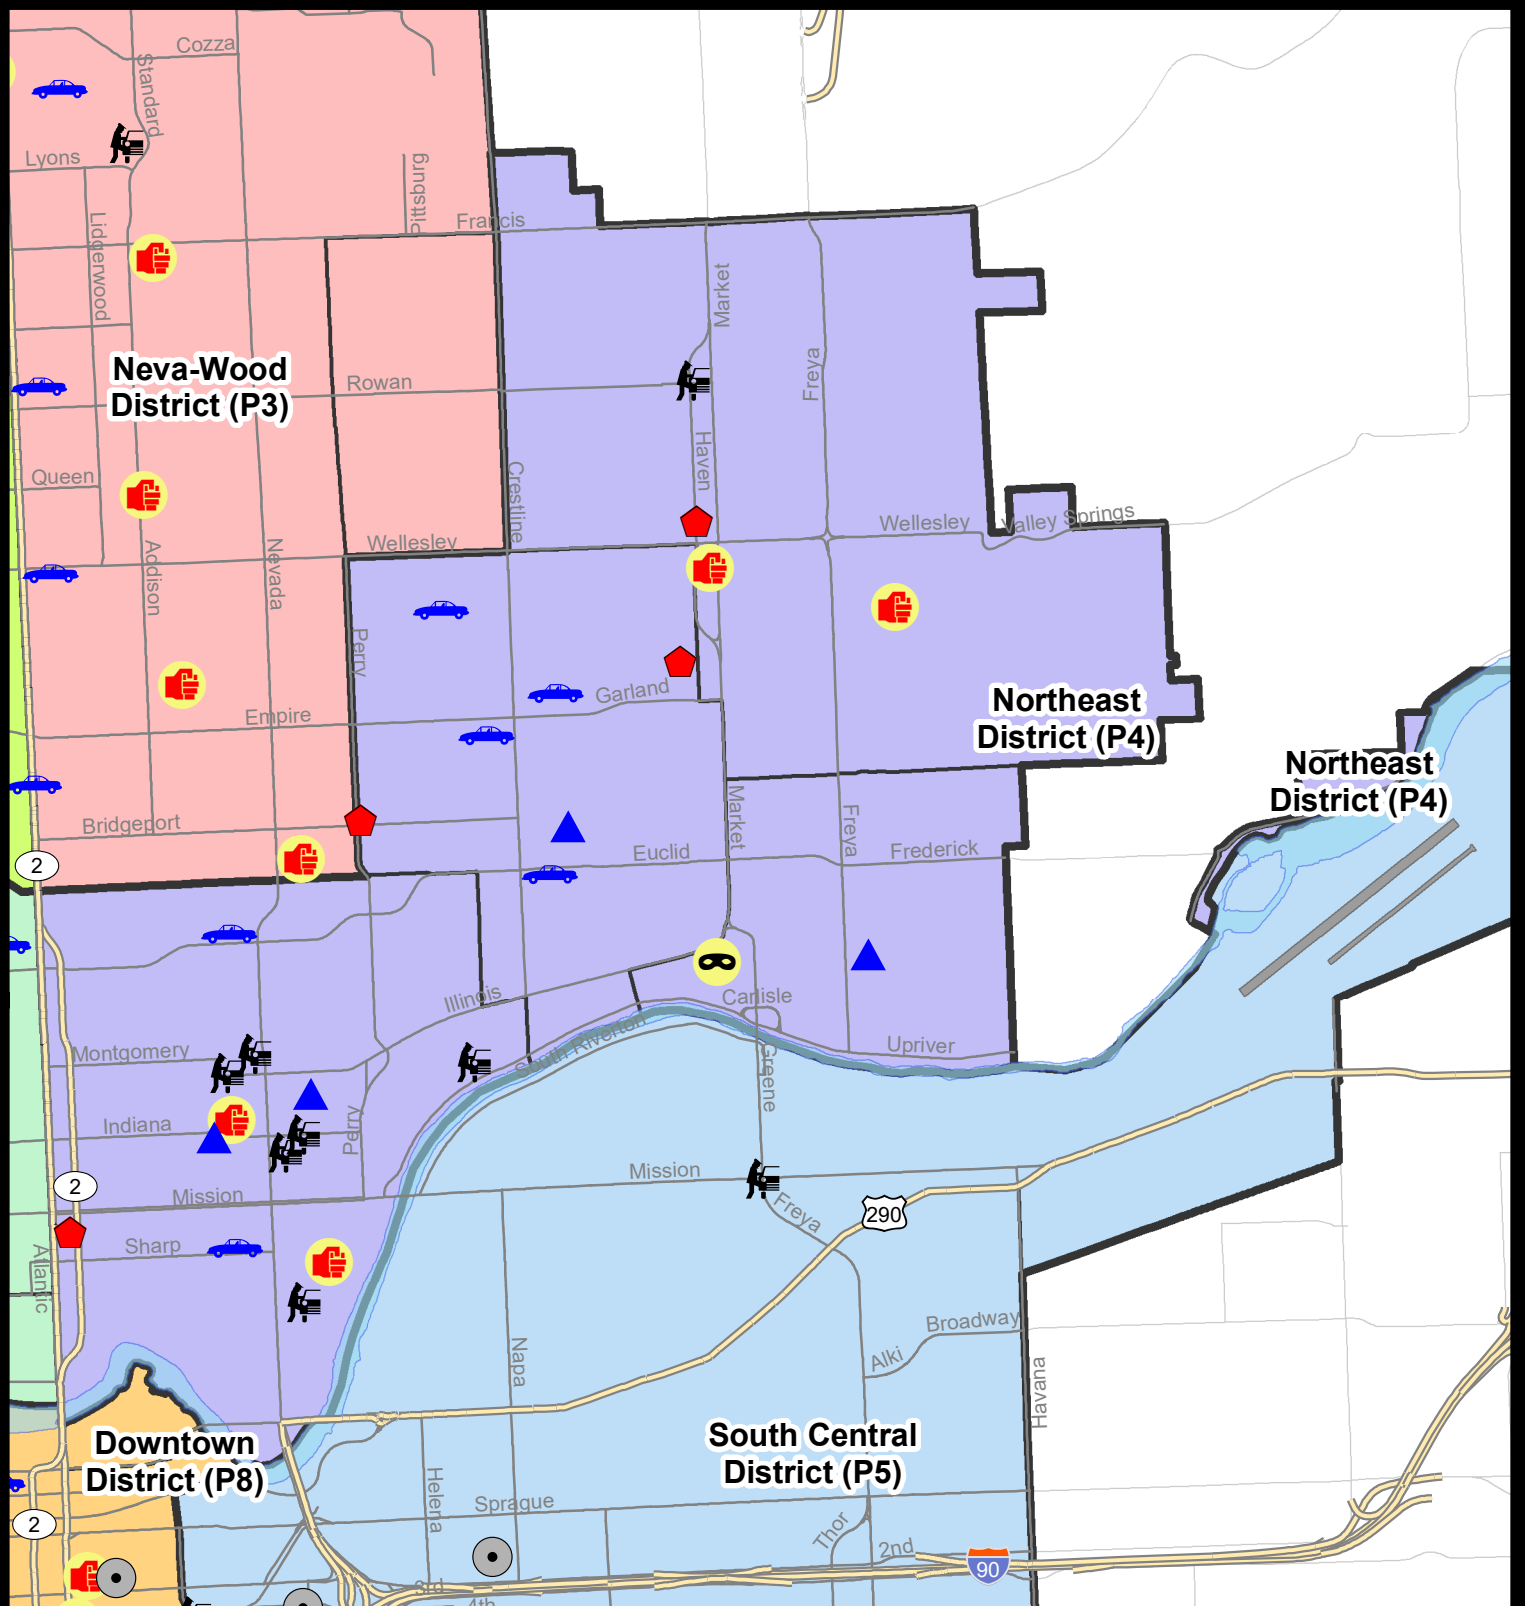 Cozza
Standard
Lyons
Pittsburg
Lidgerwood
Francis
Market
Neva-Wood
District (P3)
Rowan
Freya
Haven
Queen
Crestline
Wellesley
Wellesley
Valley Springs
Addison
Nevada
Perry
Garland
Northeast
District (P4)
Empire
Northeast
District (P4)
Bridgeport
Market
Freya
Euclid
Frederick
2
Illinois
Carlisle
South Riverton
Montgomery
Upriver
Greene
Indiana
Perry
Mission
2
Mission
Freya
290
Sharp
Atlantic
Broadway
Napa
Alki
Havana
Downtown
District (P8)
South Central
District (P5)
Helena
Sprague
2
Thor
2nd
90
3rd
4th